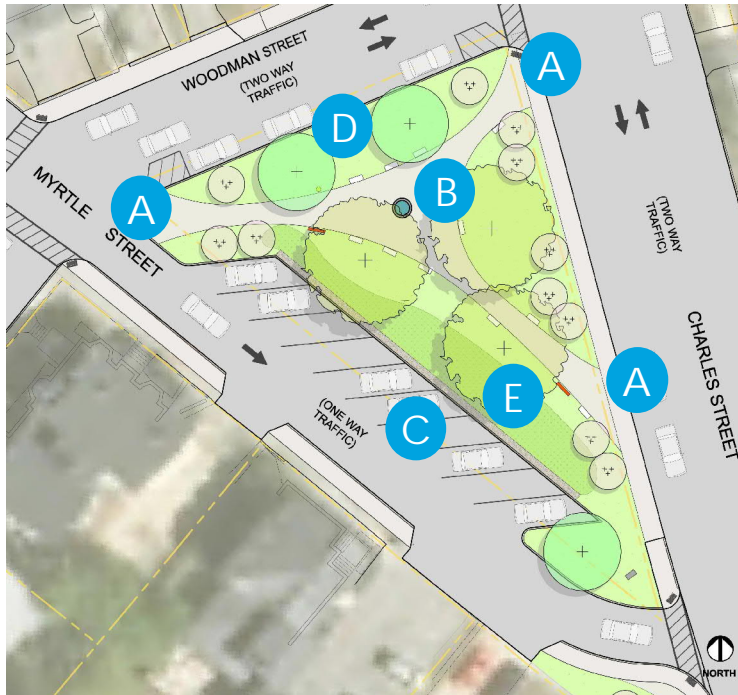 WOODMAN STREET
(TWO WAY
TRAFFIC)
A
D
MYRTLE STREET
A
B
(TWO WAY
TRAFFIC)
CHARLES STREET
A
E
C
(ONE WAY
TRAFFIC)
NORTH